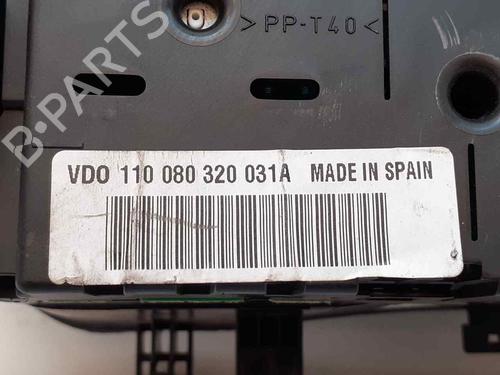 >PP-T40<
B-PARTS
VDO 110 080 320 031A MADE IN SPAIN